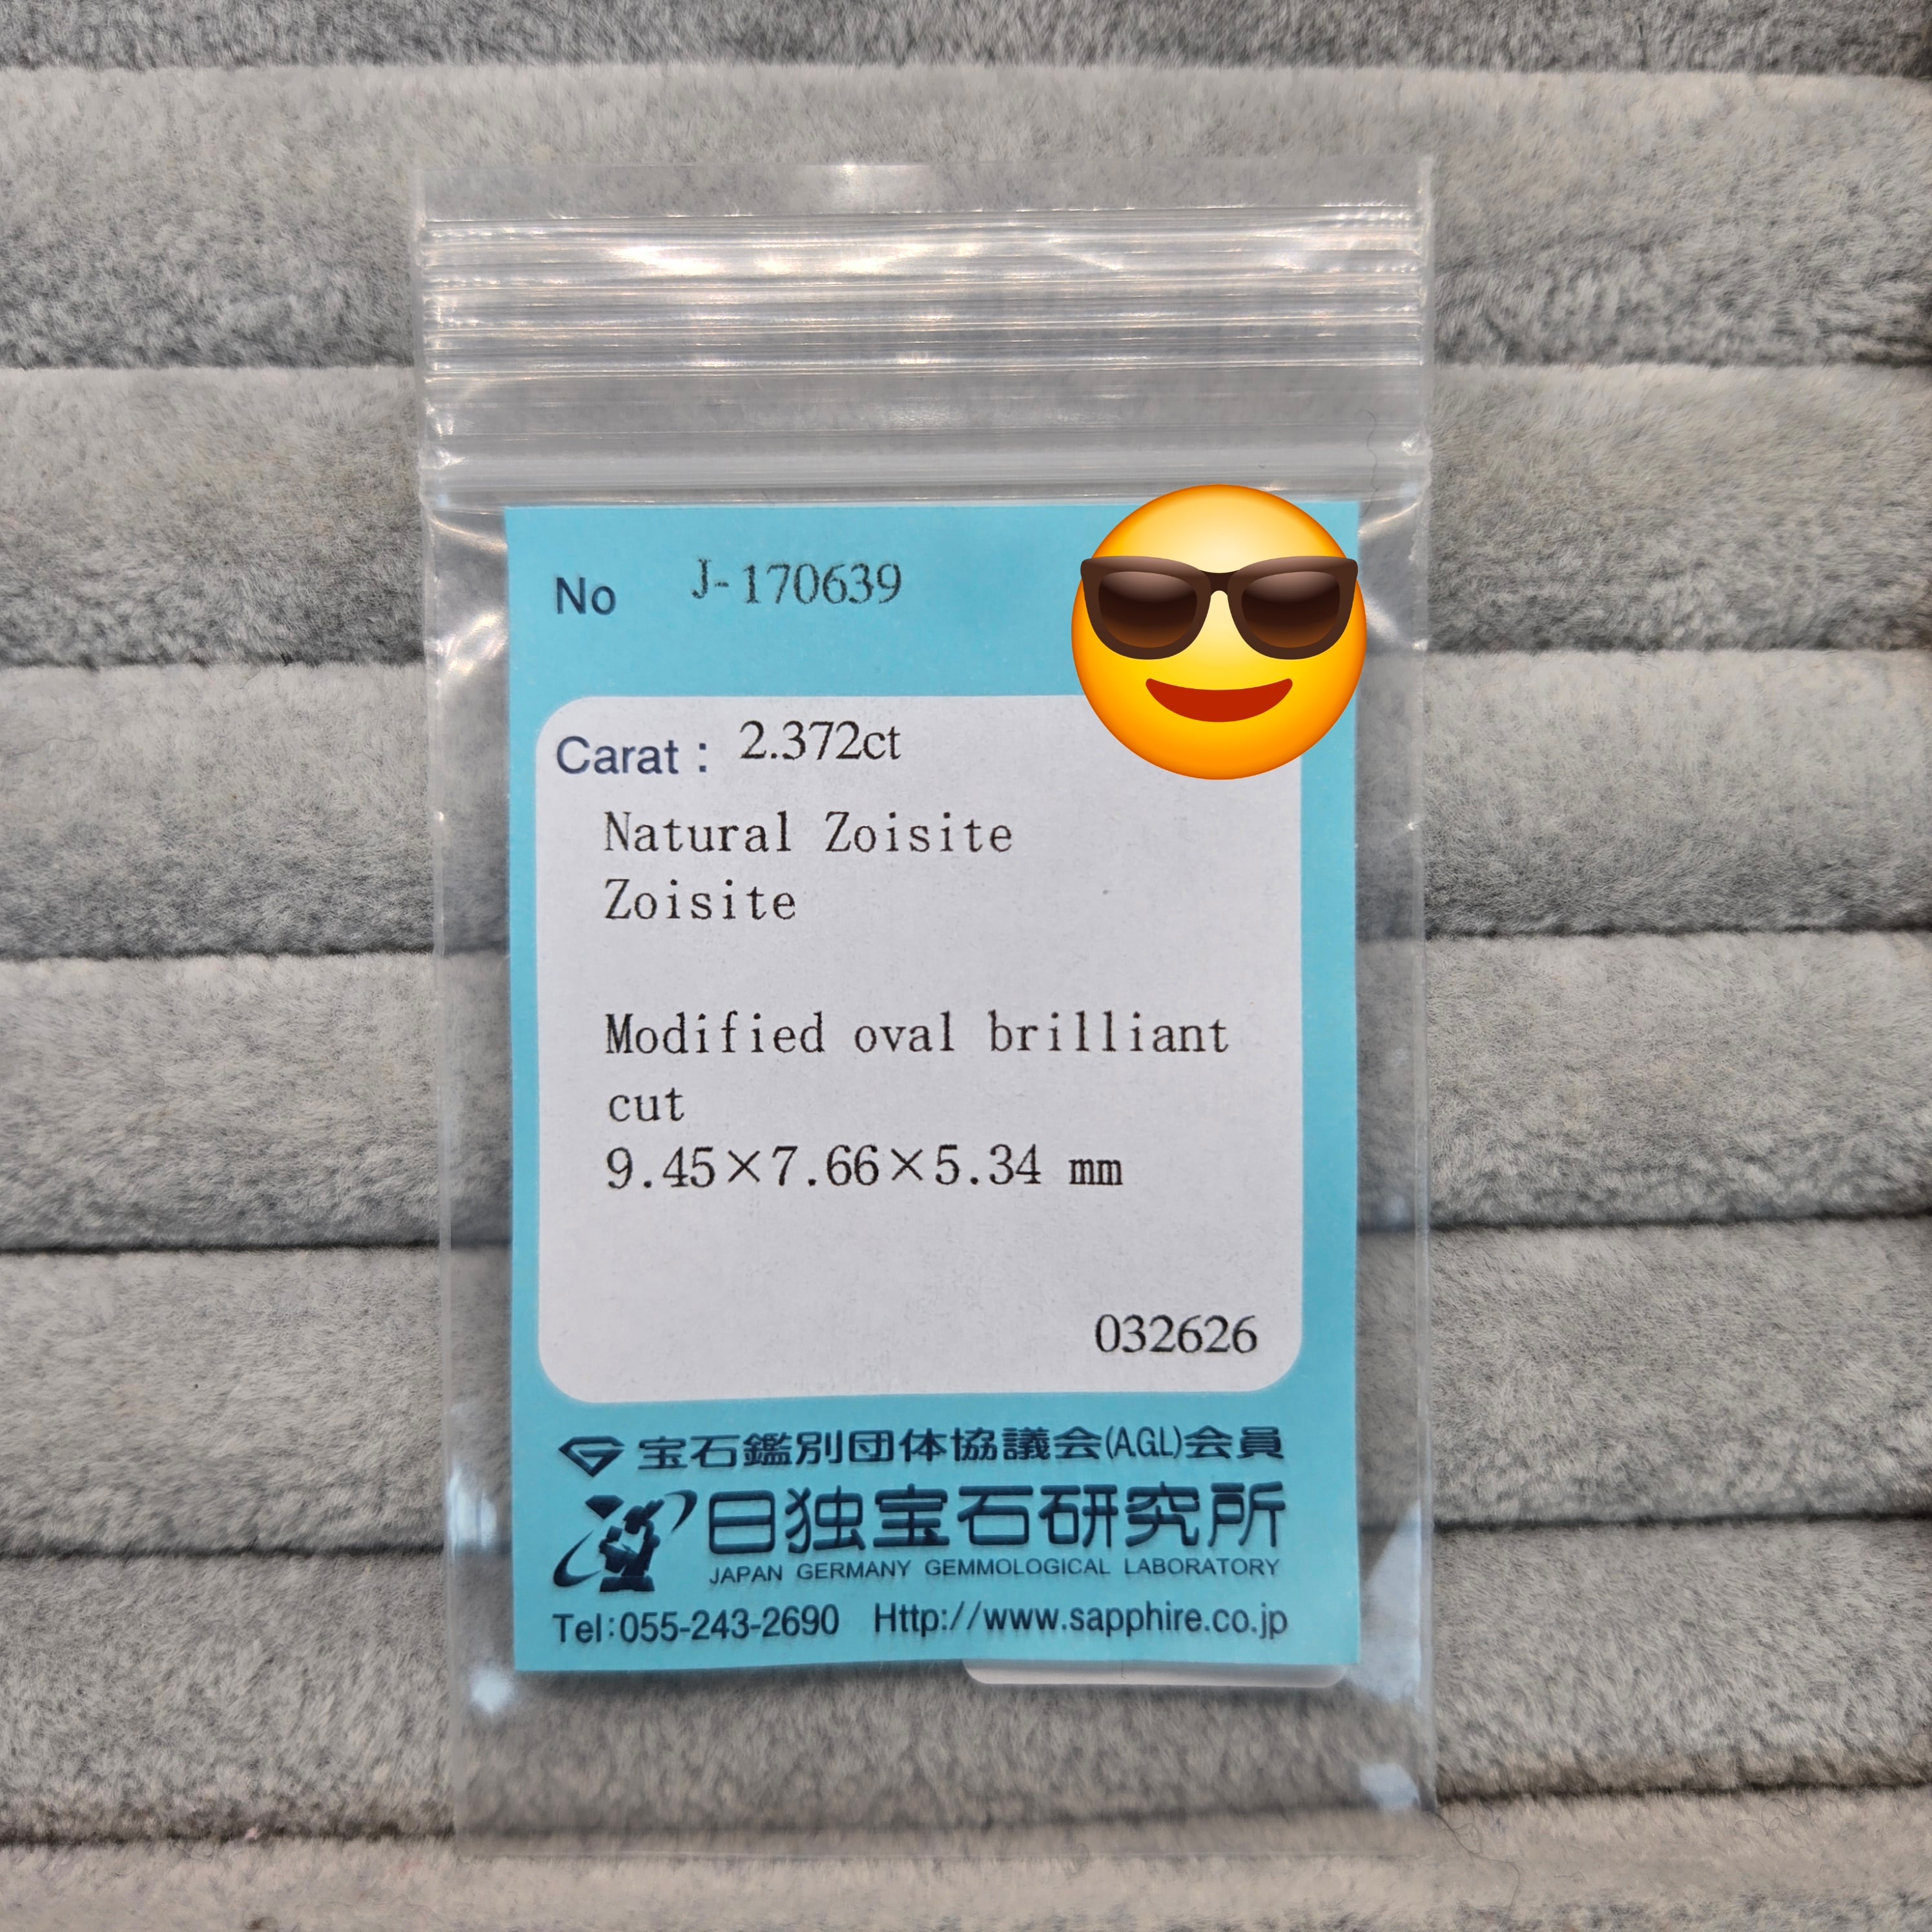 No J-170639
Carat : 2.372ct
Natural Zoisite
Zoisite
Modified oval brilliant
cut
9.45×7.66×5.34 mm
032626
宝石鑑別団体協議会(AGL)会員
日独宝石研究所
JAPAN GERMANY GEMMOLOGICAL LABORATORY
Tel:055-243-2690 Http://www.sapphire.co.jp